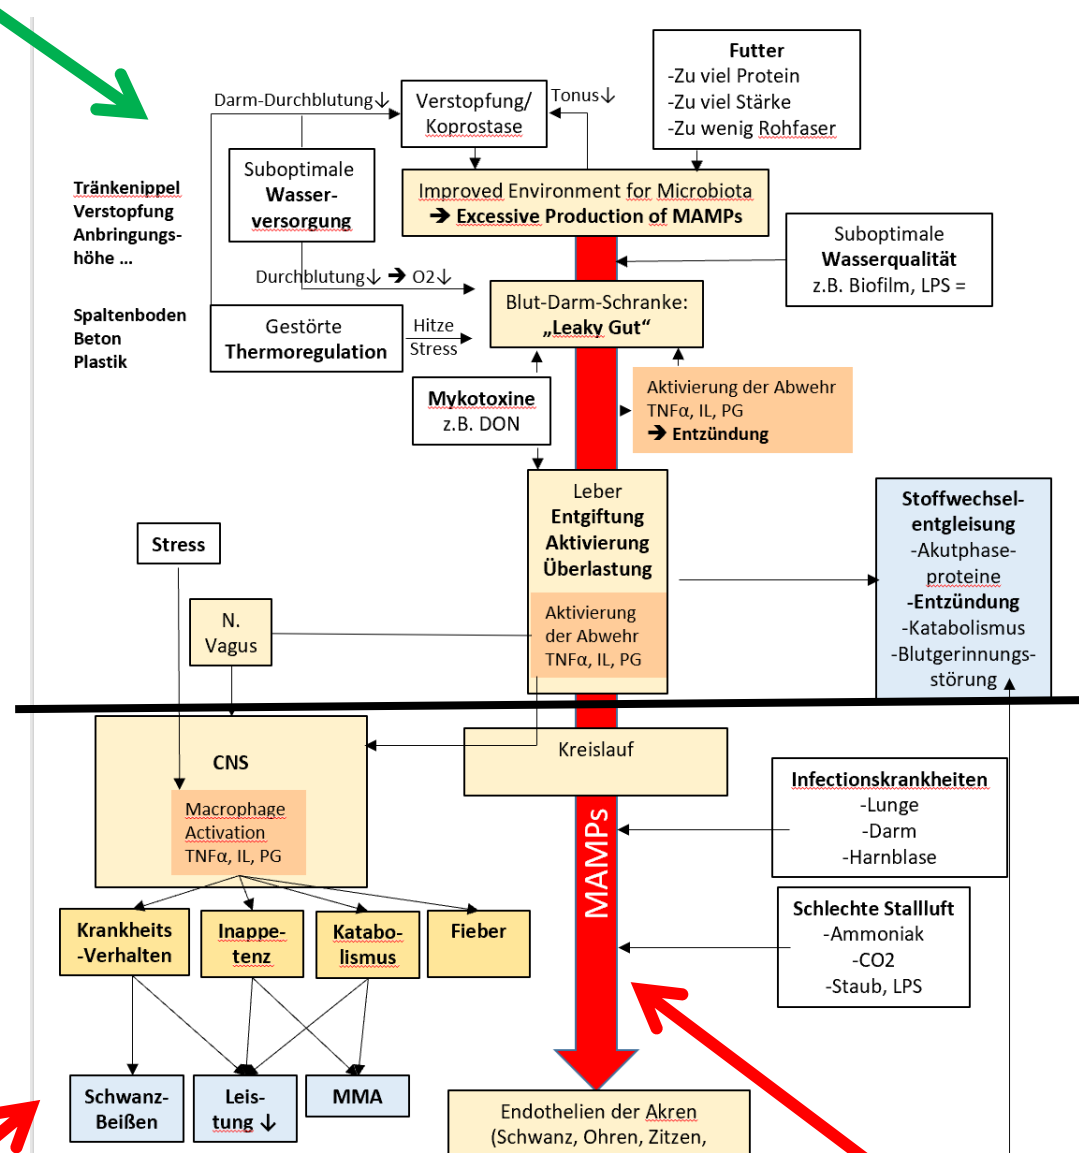 Futter
-Zu viel Protein
-Zu viel Stärke
-Zu wenig Rohfaser
Darm-Durchblutung↓
Verstopfung/
Koprostase
Tonus↓
Suboptimale
Wasser-
versorgung
Improved Environment for Microbiota
➔ Excessive Production of MAMPs
Tränkenippel
Verstopfung
Anbringungs-
höhe ...
Suboptimale
Wasserqualität
z.B. Biofilm, LPS =
Durchblutung↓ ➔ O2↓
Blut-Darm-Schranke:
„Leaky Gut“
Spaltenboden
Beton
Plastik
Gestörte
Thermoregulation
Hitze
Stress
Mykotoxine
z.B. DON
Aktivierung der Abwehr
TNFα, IL, PG
➔ Entzündung
Leber
Entgiftung
Aktivierung
Überlastung
Aktivierung
der Abwehr
TNFα, IL, PG
Stoffwechsel-
entgleisung
-Akutphase-
proteine
-Entzündung
-Katabolismus
-Blutgerinnungs-
störung
Stress
N.
Vagus
CNS
Macrophage
Activation
TNFα, IL, PG
Kreislauf
MAMPs
Infectionskrankheiten
-Lunge
-Darm
-Harnblase
Schlechte Stallluft
-Ammoniak
-CO2
-Staub, LPS
Krankheits
-Verhalten
Inappe-
tenz
Katabo-
lismus
Fieber
Schwanz-
Beißen
Leis-
tung ↓
MMA
Endothelien der Akren
(Schwanz, Ohren, Zitzen,